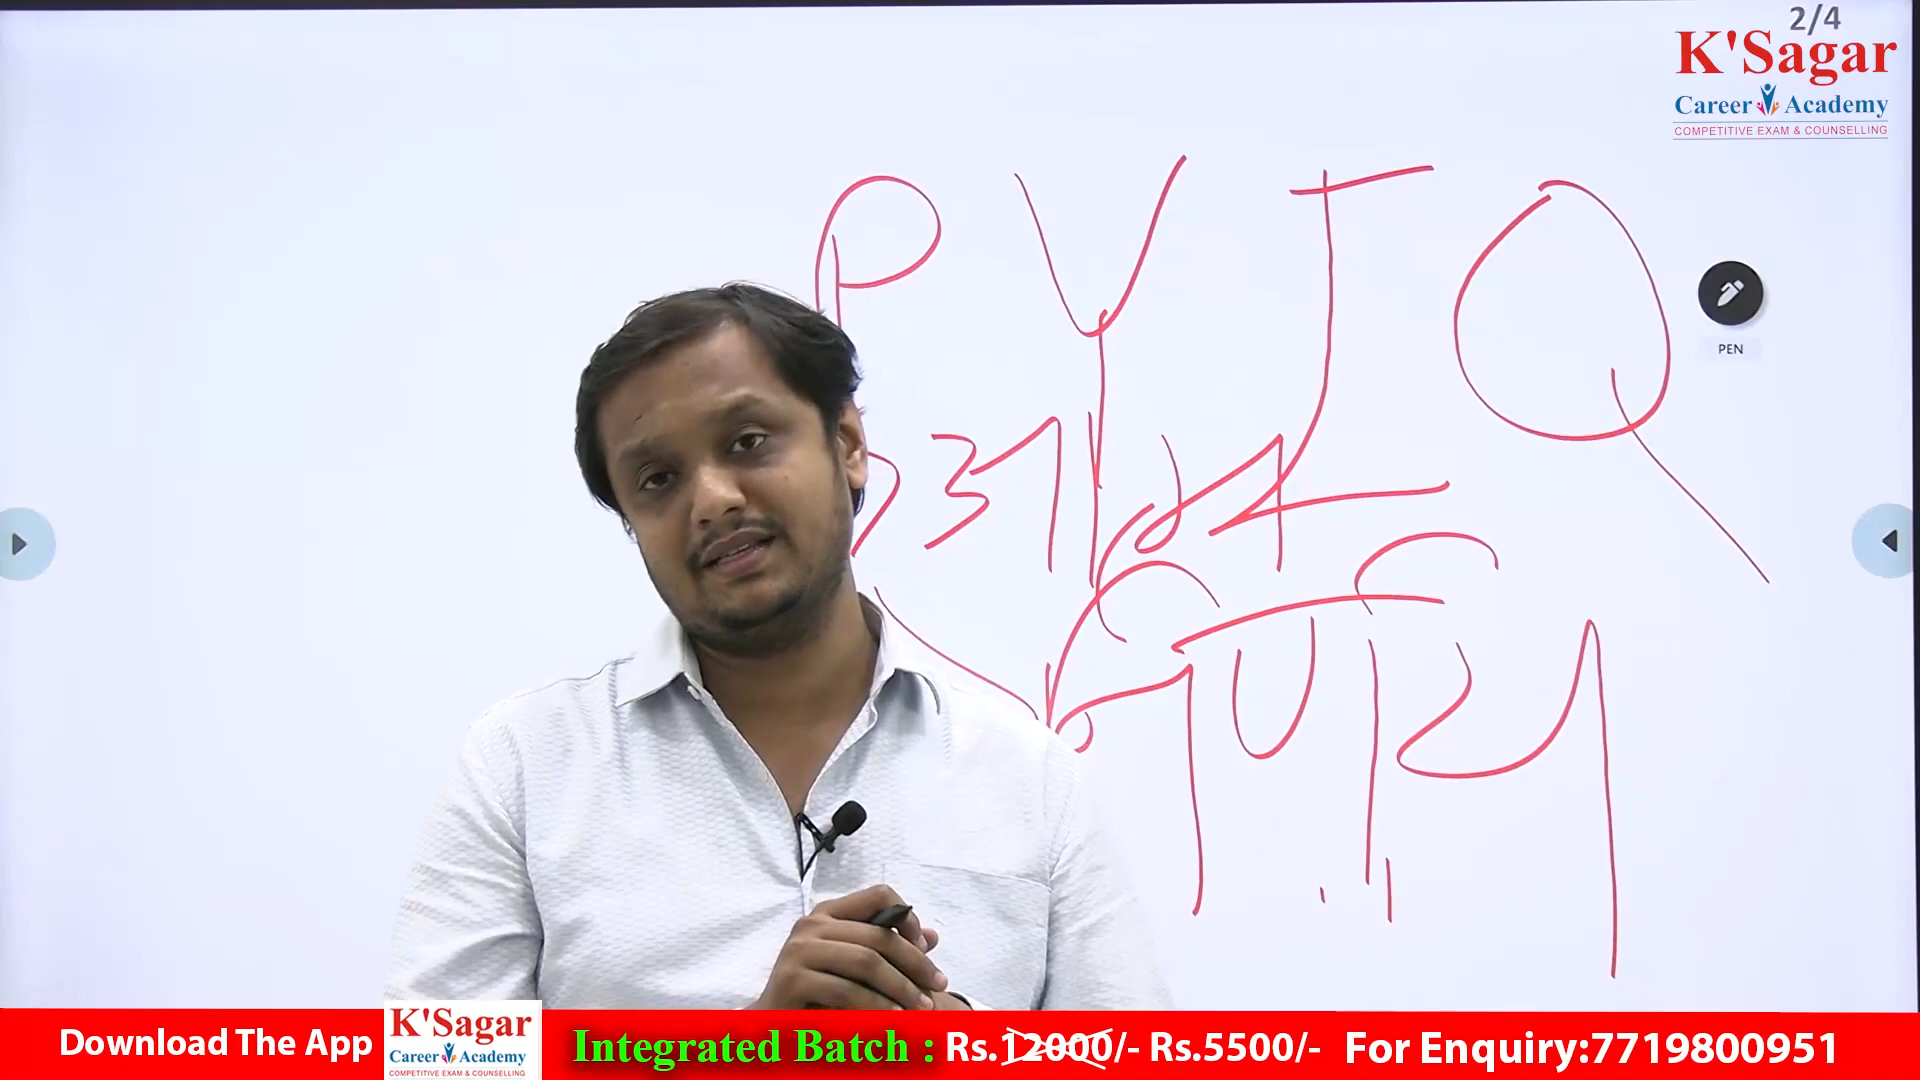 2/4
K'Sagar
Career Academy
COMPETITIVE EXAM & COUNSELLING
P Y J Q
PEN
Download The App
K'Sagar
Career Academy
COMPETITIVE EXAM & COUNSELLING
Integrated Batch : Rs.12000/- Rs.5500/- For Enquiry:7719800951